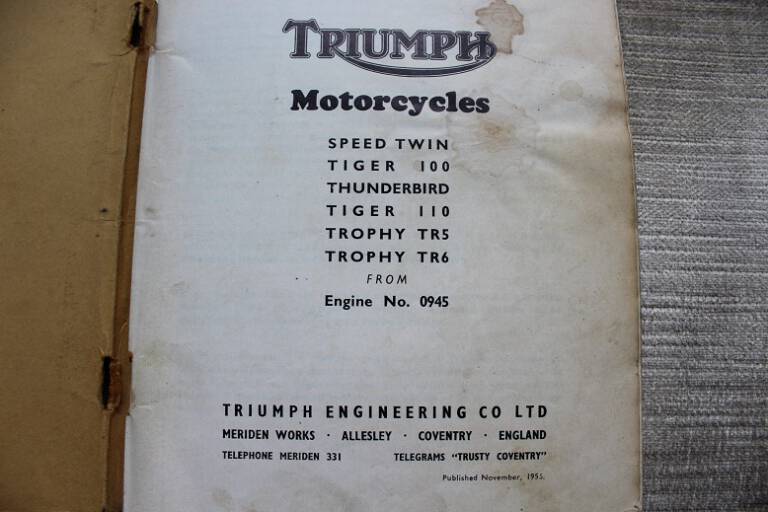 TRIUMPH
Motorcycles
SPEED TWIN
TIGER 100
THUNDERBIRD
TIGER 110
TROPHY TR5
TROPHY TR6
FROM
Engine No. 0945
TRIUMPH ENGINEERING CO LTD
MERIDEN WORKS · ALLESLEY · COVENTRY · ENGLAND
TELEPHONE MERIDEN 331 TELEGRAMS "TRUSTY COVENTRY"
Published November, 1955.